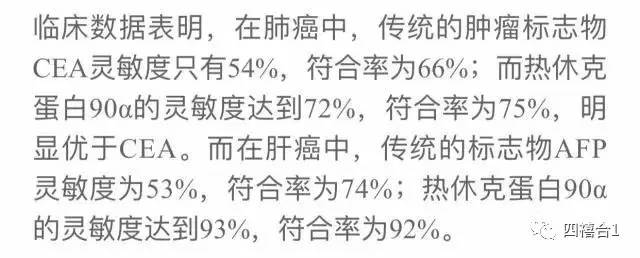 临床数据表明，在肺癌中，传统的肿瘤标志物
CEA灵敏度只有54%，符合率为66%；而热休克
蛋白90α的灵敏度达到72%，符合率为75%，明
显优于CEA。而在肝癌中，传统的标志物AFP
灵敏度为53%，符合率为74%；热休克蛋白90α
的灵敏度达到93%，符合率为92%。
四禧台1